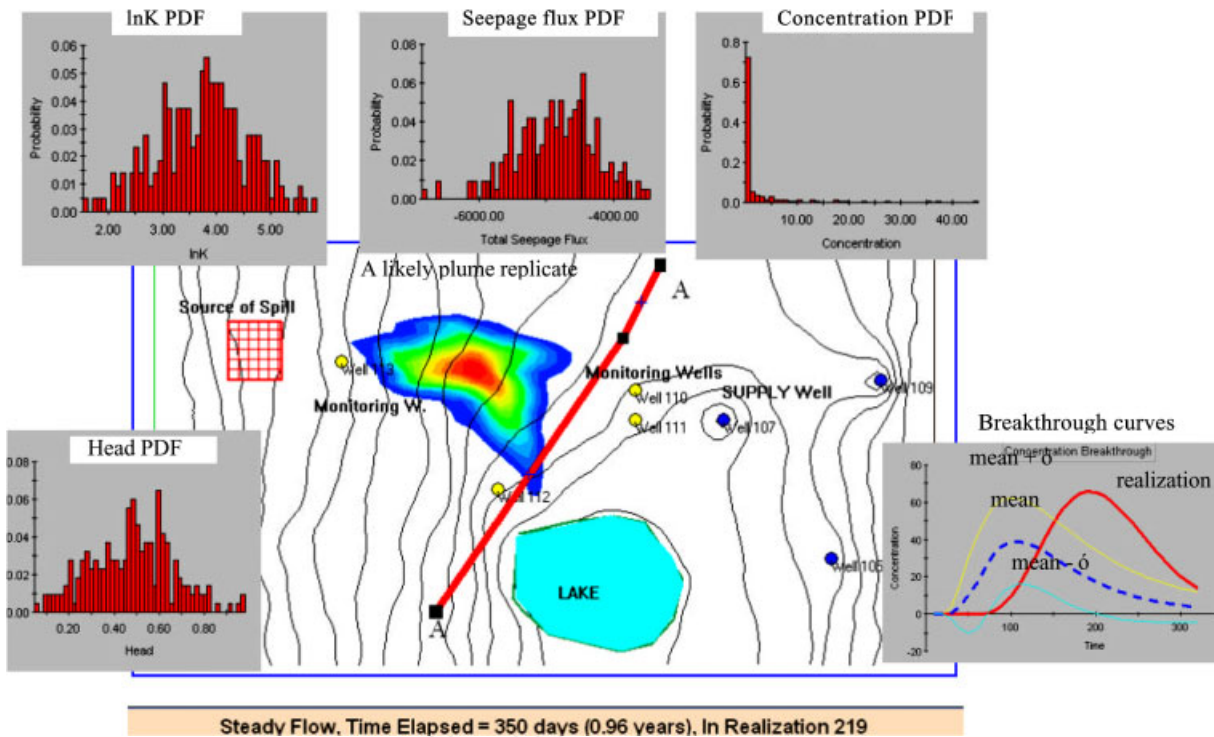 lnK PDF
Seepage flux PDF
Concentration PDF
0.06
0.05
0.04
0.03
0.02
0.01
0.00
Probability
2.00 3.00 4.00 5.00
lnK
0.08
0.06
0.04
0.02
0.00
Probability
-6000.00 -4000.00
Total Seepage Flux
0.8
0.6
0.4
0.2
0.0
Probability
10.00 20.00 30.00 40.00
Concentration
A likely plume replicate
A
Source of Spill
Well 113
Monitoring W.
Monitoring Wells
Well 110
Well 111
SUPPLY Well
Well 107
Well 109
Well 112
Well 105
LAKE
A
Head PDF
0.08
0.06
0.04
0.02
0.00
0.20 0.40 0.60 0.80
Head
Breakthrough curves
Concentration Breakthrough
mean + ó
realization
mean
mean - ó
80
60
40
20
0
-20
Concentration
100 200 300
Time
Steady Flow, Time Elapsed = 350 days (0.96 years), In Realization 219